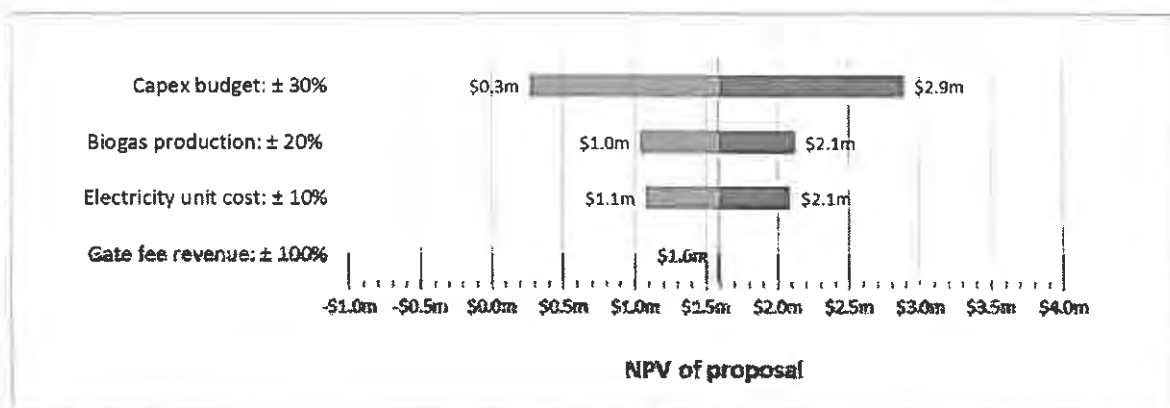 Capex budget: ± 30% $0.3m $2.9m
Biogas production: ± 20% $1.0m $2.1m
Electricity unit cost: ± 10% $1.1m $2.1m
Gate fee revenue: ± 100% $1.6m
-$1.0m -$0.5m $0.0m $0.5m $1.0m $1.5m $2.0m $2.5m $3.0m $3.5m $4.0m
NPV of proposal